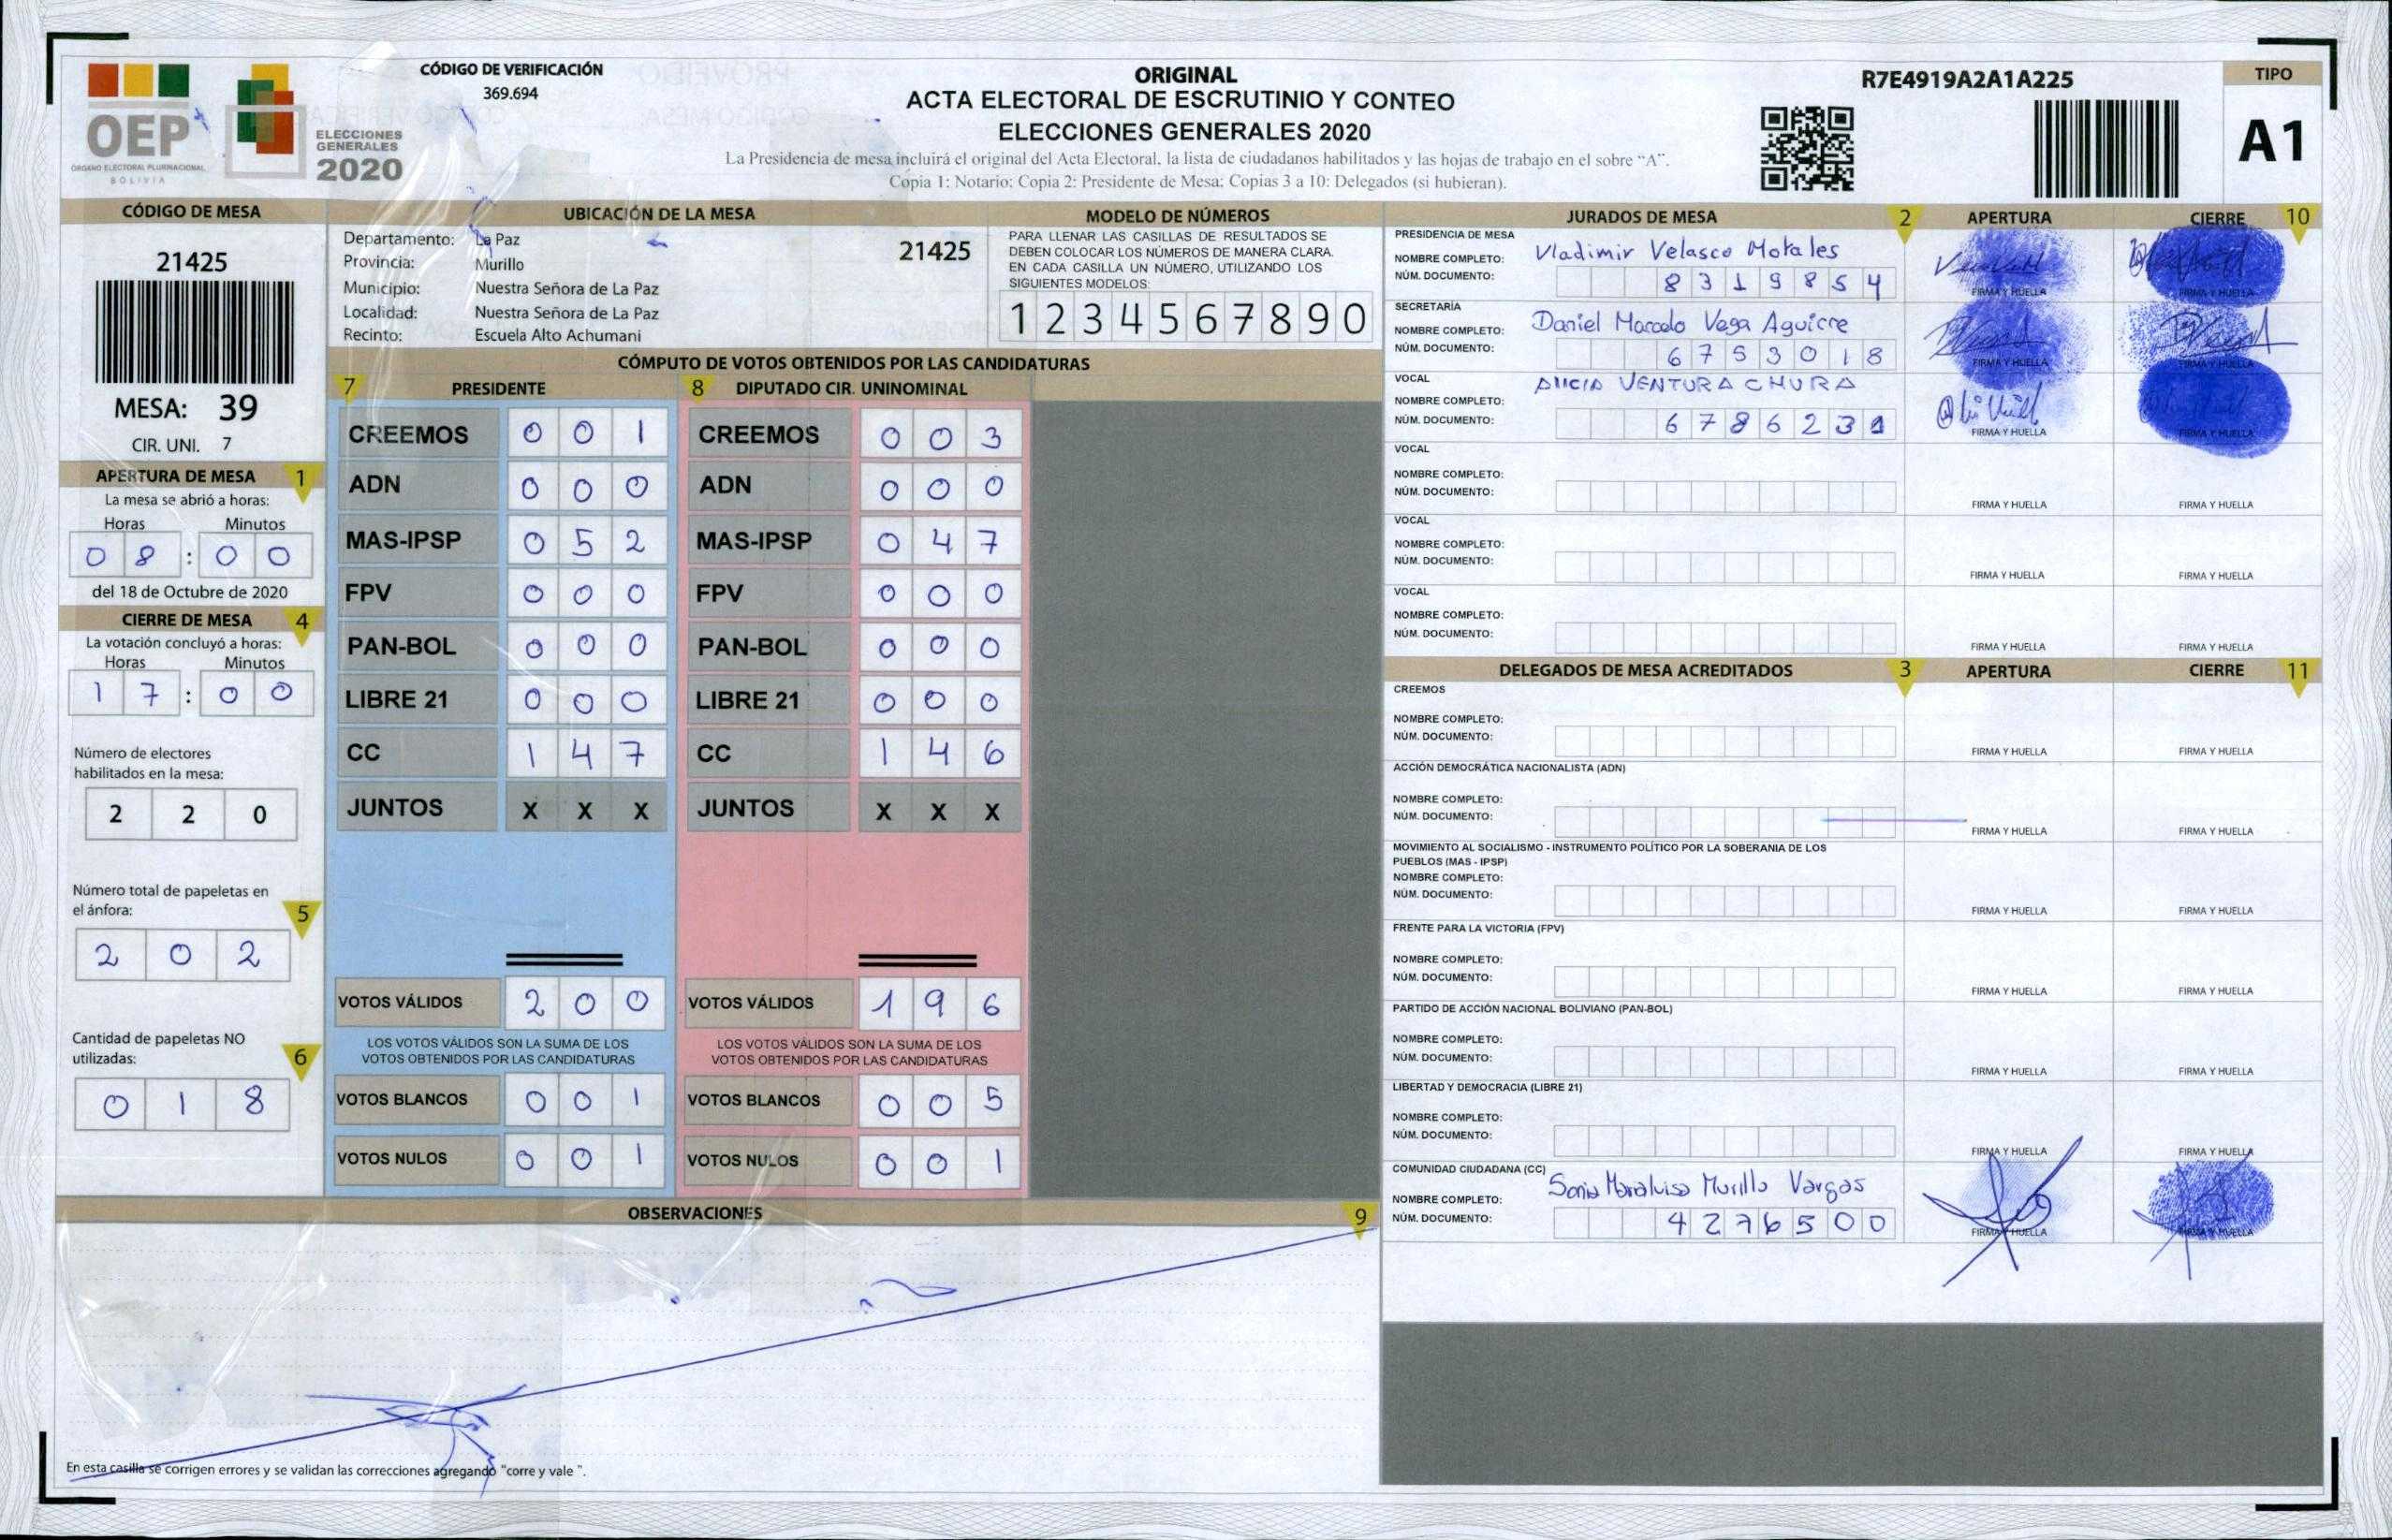 OEP
ÓRGANO ELECTORAL PLURINACIONAL
BOLIVIA
ELECCIONES
GENERALES
2020
CÓDIGO DE VERIFICACIÓN
369.694
ORIGINAL
ACTA ELECTORAL DE ESCRUTINIO Y CONTEO
ELECCIONES GENERALES 2020
La Presidencia de mesa incluirá el original del Acta Electoral, la lista de ciudadanos habilitados y las hojas de trabajo en el sobre "A".
Copia 1: Notario; Copia 2: Presidente de Mesa; Copias 3 a 10: Delegados (si hubieran).
R7E4919A2A1A225
TIPO
A1
CÓDIGO DE MESA
21425
MESA: 39
CIR. UNI. 7
APERTURA DE MESA 1
La mesa se abrió a horas:
Horas Minutos
0 8 : 0 0
del 18 de Octubre de 2020
CIERRE DE MESA 4
La votación concluyó a horas:
Horas Minutos
1 7 : 0 0
Número de electores
habilitados en la mesa:
2 2 0
Número total de papeletas en
el ánfora: 5
2 0 2
Cantidad de papeletas NO
utilizadas: 6
0 1 8
UBICACIÓN DE LA MESA
Departamento: La Paz 21425
Provincia: Murillo
Municipio: Nuestra Señora de La Paz
Localidad: Nuestra Señora de La Paz
Recinto: Escuela Alto Achumani
MODELO DE NÚMEROS
PARA LLENAR LAS CASILLAS DE RESULTADOS SE
DEBEN COLOCAR LOS NÚMEROS DE MANERA CLARA.
EN CADA CASILLA UN NÚMERO, UTILIZANDO LOS
SIGUIENTES MODELOS:
1 2 3 4 5 6 7 8 9 0
CÓMPUTO DE VOTOS OBTENIDOS POR LAS CANDIDATURAS
7 PRESIDENTE 8 DIPUTADO CIR. UNINOMINAL
CREEMOS 0 0 1 CREEMOS 0 0 3
ADN 0 0 0 ADN 0 0 0
MAS-IPSP 0 5 2 MAS-IPSP 0 4 7
FPV 0 0 0 FPV 0 0 0
PAN-BOL 0 0 0 PAN-BOL 0 0 0
LIBRE 21 0 0 0 LIBRE 21 0 0 0
CC 1 4 7 CC 1 4 6
JUNTOS X X X JUNTOS X X X
VOTOS VÁLIDOS 2 0 0 VOTOS VÁLIDOS 1 9 6
LOS VOTOS VÁLIDOS SON LA SUMA DE LOS LOS VOTOS VÁLIDOS SON LA SUMA DE LOS
VOTOS OBTENIDOS POR LAS CANDIDATURAS VOTOS OBTENIDOS POR LAS CANDIDATURAS
VOTOS BLANCOS 0 0 1 VOTOS BLANCOS 0 0 5
VOTOS NULOS 0 0 1 VOTOS NULOS 0 0 1
OBSERVACIONES 9
En esta casilla se corrigen errores y se validan las correcciones agregando "corre y vale ".
JURADOS DE MESA 2 APERTURA CIERRE 10
PRESIDENCIA DE MESA
NOMBRE COMPLETO: Vladimir Velasco Morales
NÚM. DOCUMENTO: 8 3 1 9 8 5 4 FIRMA Y HUELLA FIRMA Y HUELLA
SECRETARÍA
NOMBRE COMPLETO: Daniel Marcelo Vega Aguirre
NÚM. DOCUMENTO: 6 7 5 3 0 1 8 FIRMA Y HUELLA FIRMA Y HUELLA
VOCAL
NOMBRE COMPLETO: ALICIA VENTURA CHURA
NÚM. DOCUMENTO: 6 7 8 6 2 3 1 FIRMA Y HUELLA FIRMA Y HUELLA
VOCAL
NOMBRE COMPLETO:
NÚM. DOCUMENTO: FIRMA Y HUELLA FIRMA Y HUELLA
VOCAL
NOMBRE COMPLETO:
NÚM. DOCUMENTO: FIRMA Y HUELLA FIRMA Y HUELLA
VOCAL
NOMBRE COMPLETO:
NÚM. DOCUMENTO: FIRMA Y HUELLA FIRMA Y HUELLA
DELEGADOS DE MESA ACREDITADOS 3 APERTURA CIERRE 11
CREEMOS
NOMBRE COMPLETO:
NÚM. DOCUMENTO: FIRMA Y HUELLA FIRMA Y HUELLA
ACCIÓN DEMOCRÁTICA NACIONALISTA (ADN)
NOMBRE COMPLETO:
NÚM. DOCUMENTO: FIRMA Y HUELLA FIRMA Y HUELLA
MOVIMIENTO AL SOCIALISMO - INSTRUMENTO POLÍTICO POR LA SOBERANIA DE LOS
PUEBLOS (MAS - IPSP)
NOMBRE COMPLETO:
NÚM. DOCUMENTO: FIRMA Y HUELLA FIRMA Y HUELLA
FRENTE PARA LA VICTORIA (FPV)
NOMBRE COMPLETO:
NÚM. DOCUMENTO: FIRMA Y HUELLA FIRMA Y HUELLA
PARTIDO DE ACCIÓN NACIONAL BOLIVIANO (PAN-BOL)
NOMBRE COMPLETO:
NÚM. DOCUMENTO: FIRMA Y HUELLA FIRMA Y HUELLA
LIBERTAD Y DEMOCRACIA (LIBRE 21)
NOMBRE COMPLETO:
NÚM. DOCUMENTO: FIRMA Y HUELLA FIRMA Y HUELLA
COMUNIDAD CIUDADANA (CC)
NOMBRE COMPLETO: Sonia Murillo Vargas
NÚM. DOCUMENTO: 4 2 7 6 5 0 0 FIRMA Y HUELLA FIRMA Y HUELLA